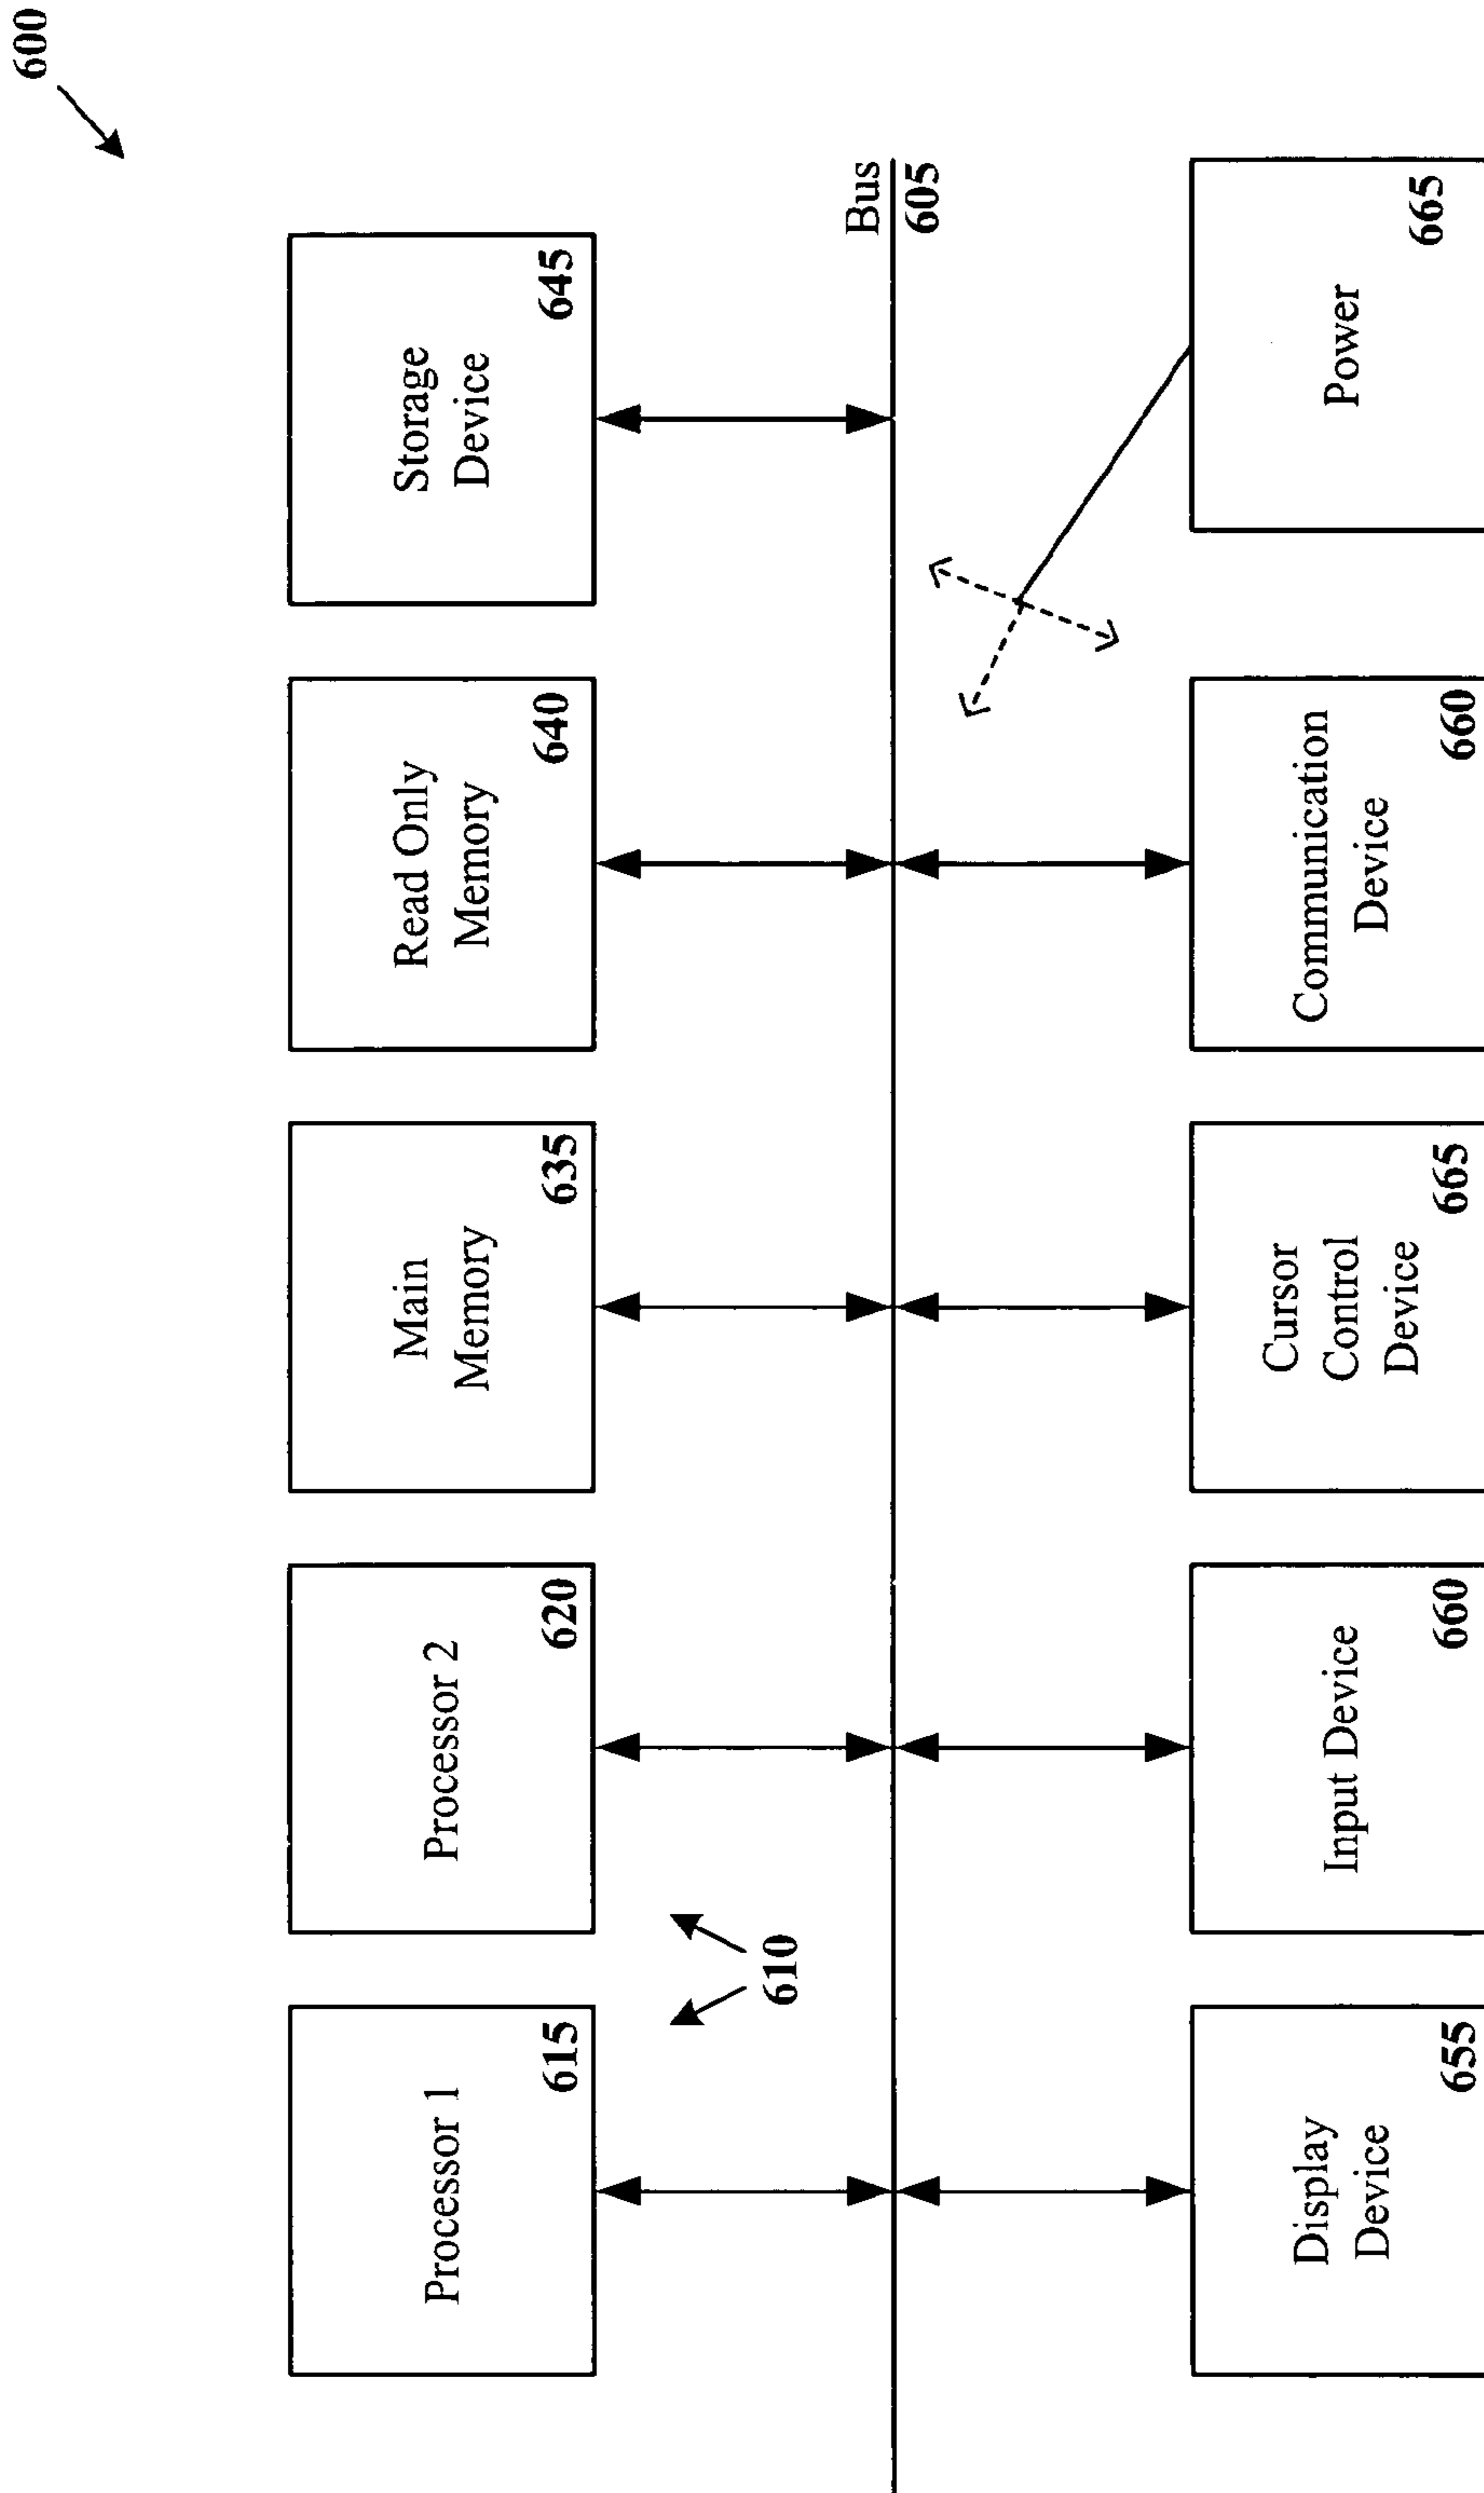 600
Processor 1
615
Processor 2
620
Main
Memory
635
Read Only
Memory
640
Storage
Device
645
610
Bus
605
Display
Device
655
Input Device
660
Cursor
Control
Device
665
Communication
Device
660
Power
665